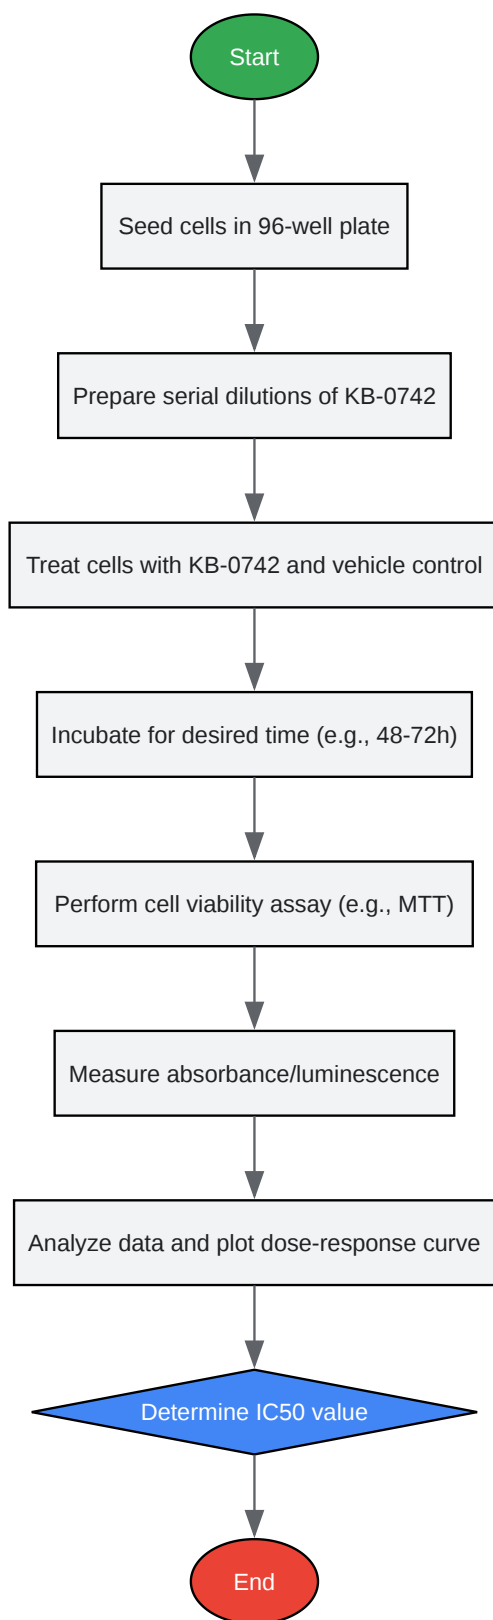 Start
Seed cells in 96-well plate
Prepare serial dilutions of KB-0742
Treat cells with KB-0742 and vehicle control
Incubate for desired time (e.g., 48-72h)
Perform cell viability assay (e.g., MTT)
Measure absorbance/luminescence
Analyze data and plot dose-response curve
Determine IC50 value
End